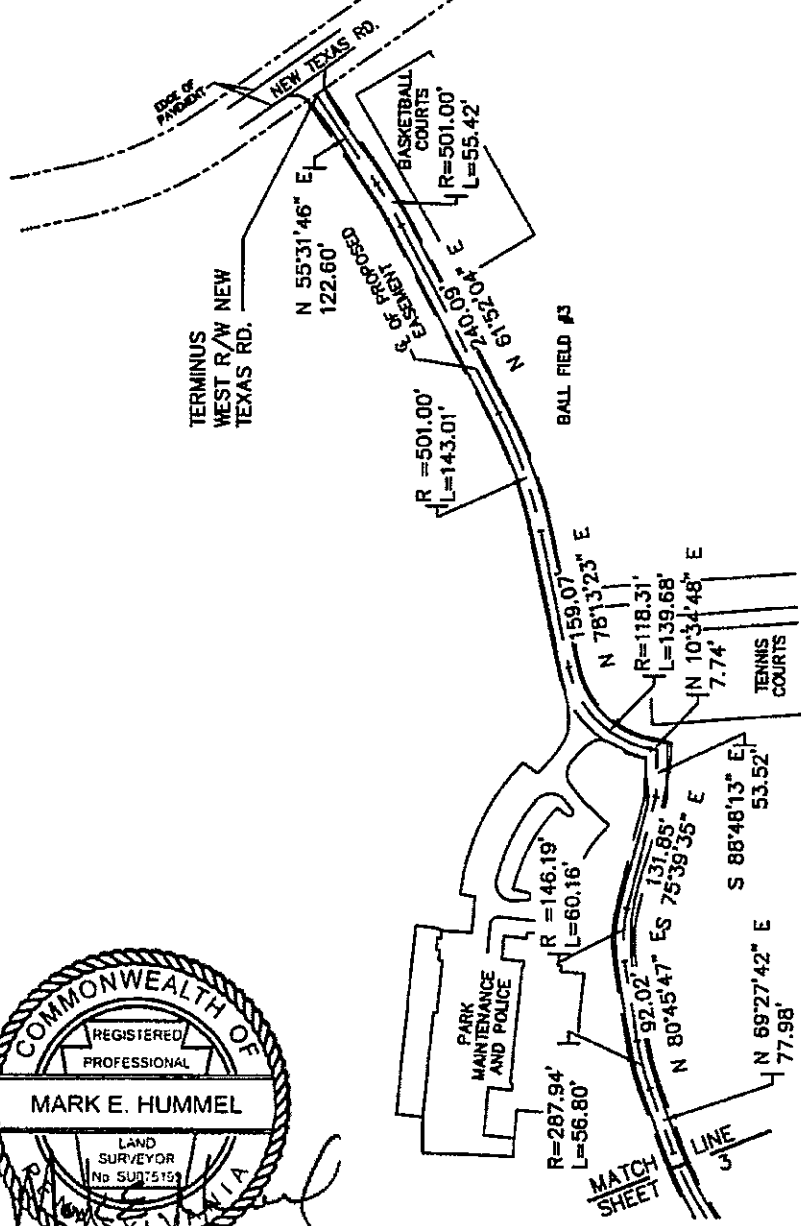 EDGE OF
PAVEMENT
NEW TEXAS RD.
TERMINUS
WEST R/W NEW
TEXAS RD.
N 55°31'46" E
122.60'
BASKETBALL
COURTS
R=501.00'
L=55.42'
℄ OF PROPOSED
EASEMENT
240.09'
N 61°52'04" E
R =501.00'
L=143.01'
BALL FIELD #3
159.07'
N 78°13'23" E
R=118.31'
L=139.68'
N 10°34'48" E
7.74'
TENNIS
COURTS
S 88°48'13" E
53.52'
131.85'
S 75°39'35" E
R =146.19'
L=60.16'
PARK
MAINTENANCE
AND POLICE
92.02'
N 80°45'47" E
R=287.94'
L=56.80'
N 69°27'42" E
77.98'
MATCH LINE
SHEET 3
COMMONWEALTH OF
REGISTERED
PROFESSIONAL
MARK E. HUMMEL
LAND
SURVEYOR